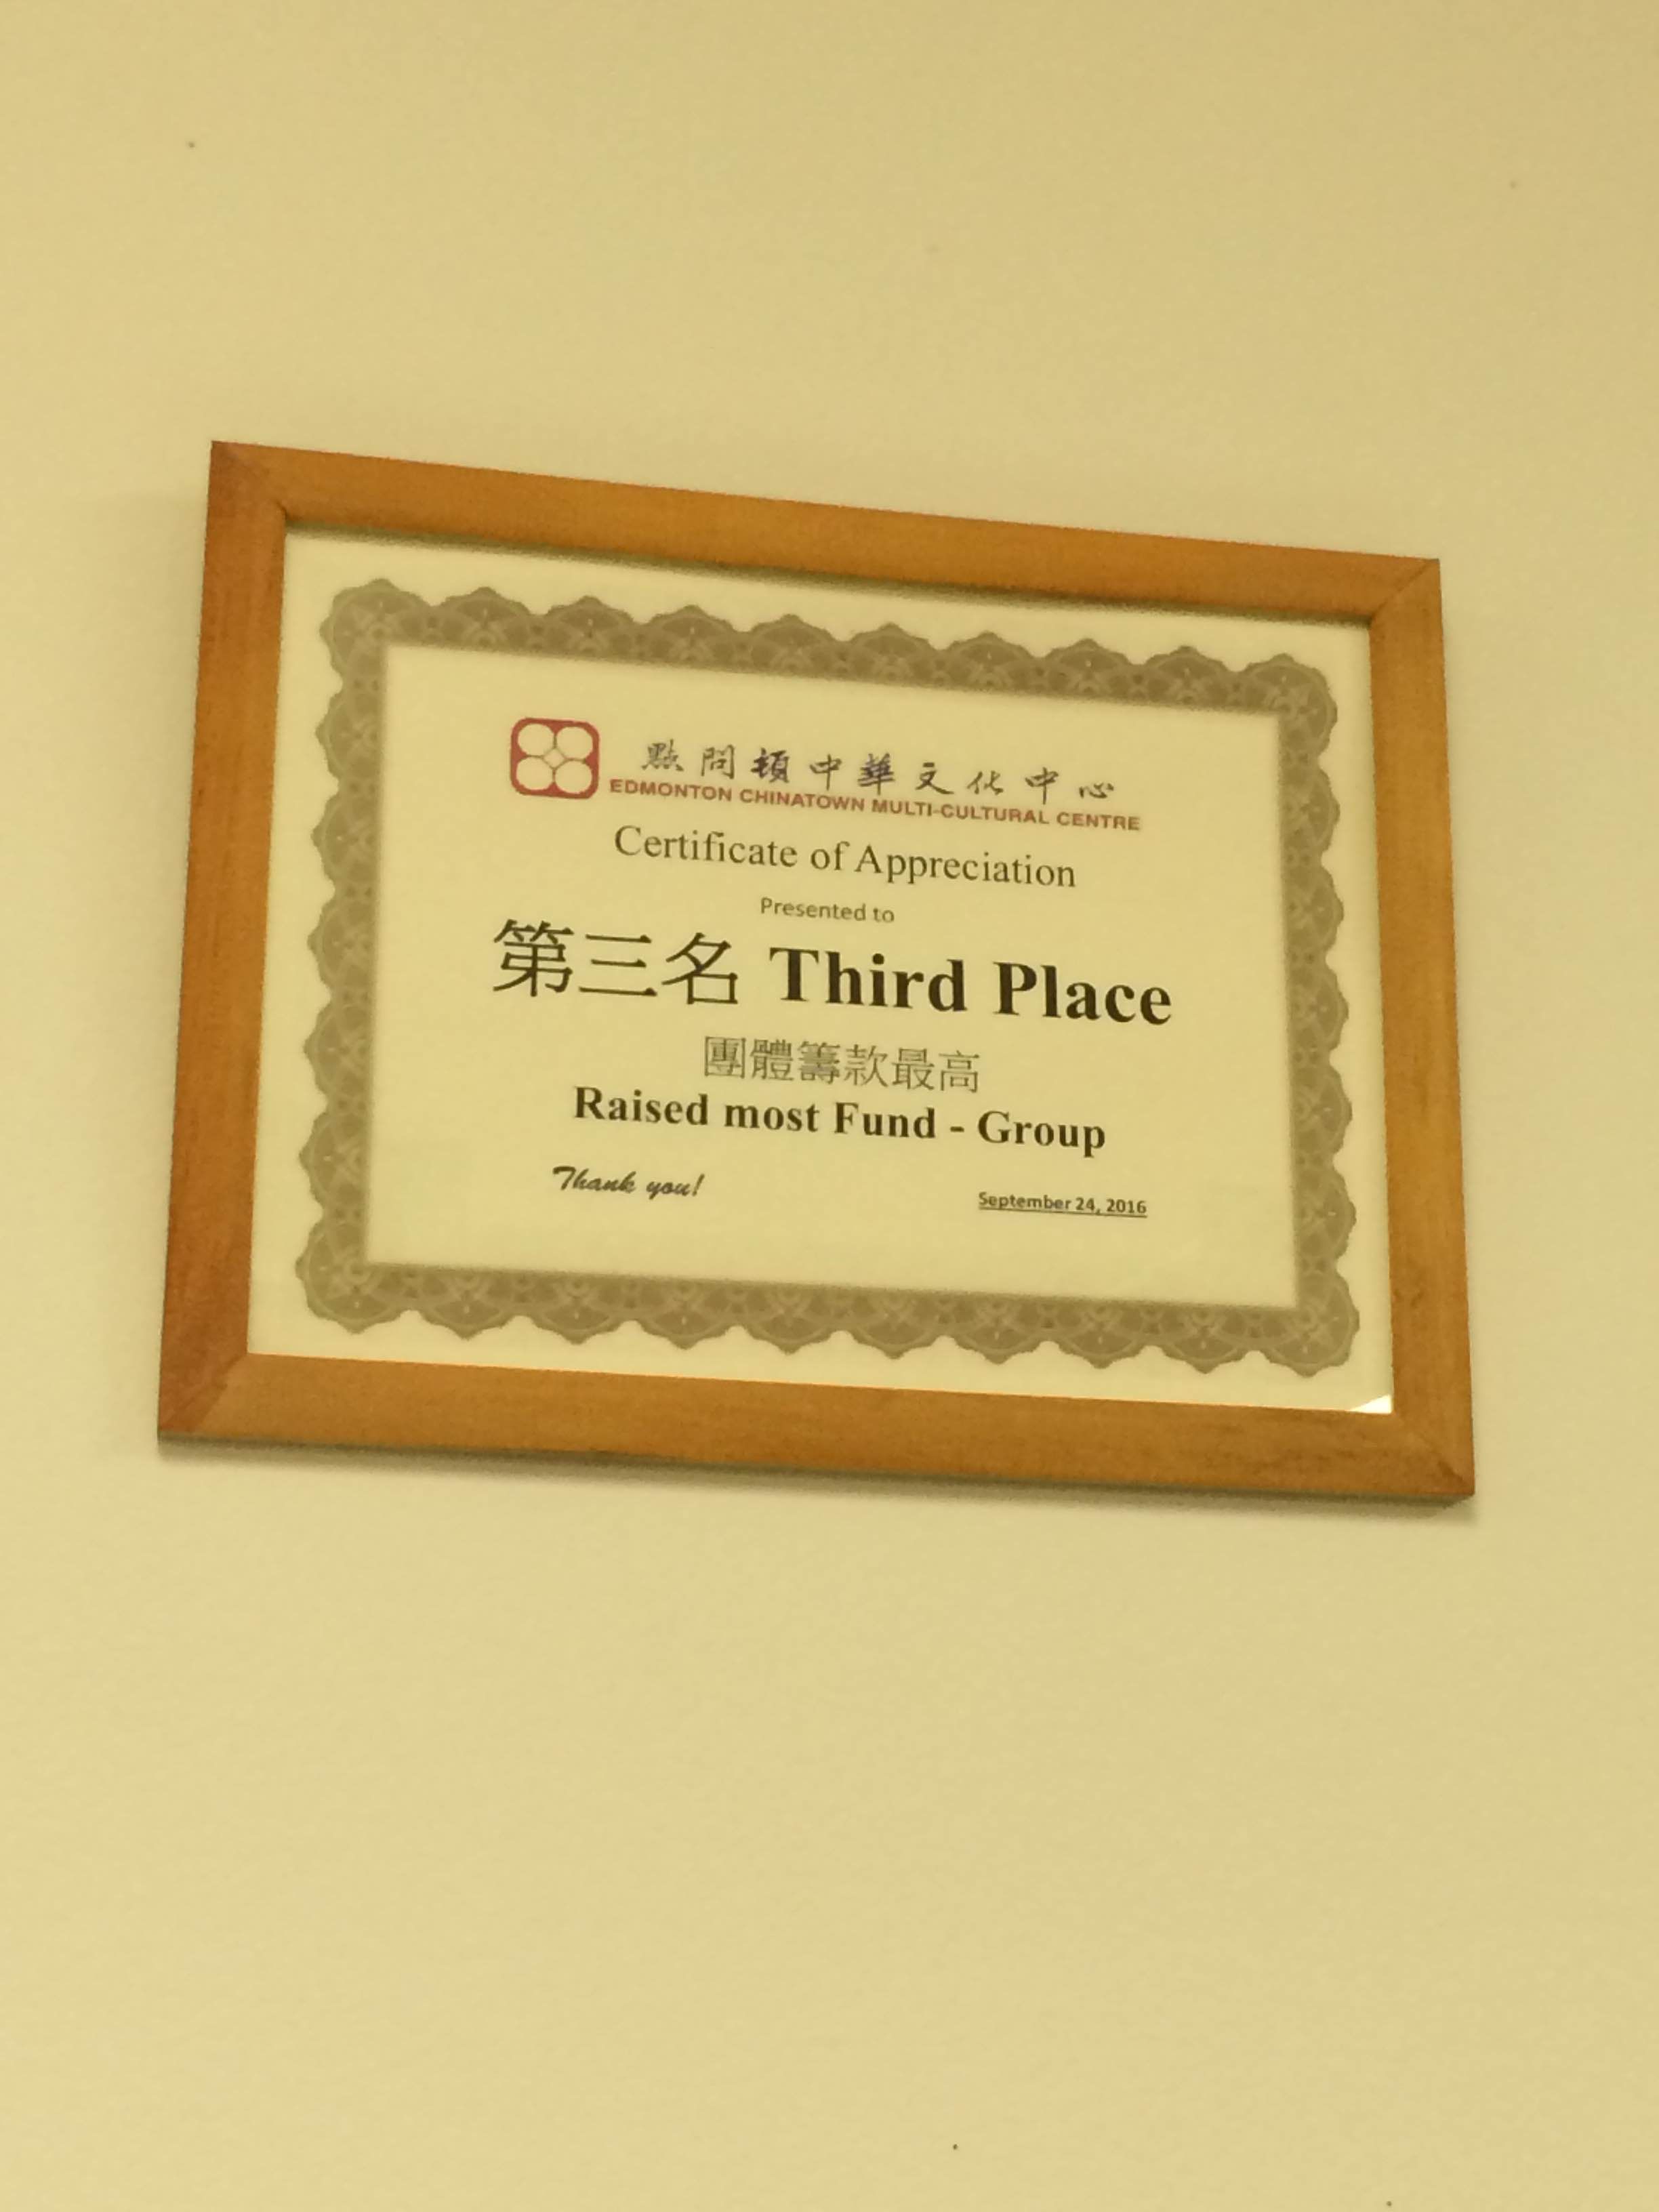 點問頓中華文化中心
EDMONTON CHINATOWN MULTI-CULTURAL CENTRE
Certificate of Appreciation
Presented to
第三名 Third Place
團體籌款最高
Raised most Fund - Group
Thank you!
September 24, 2016